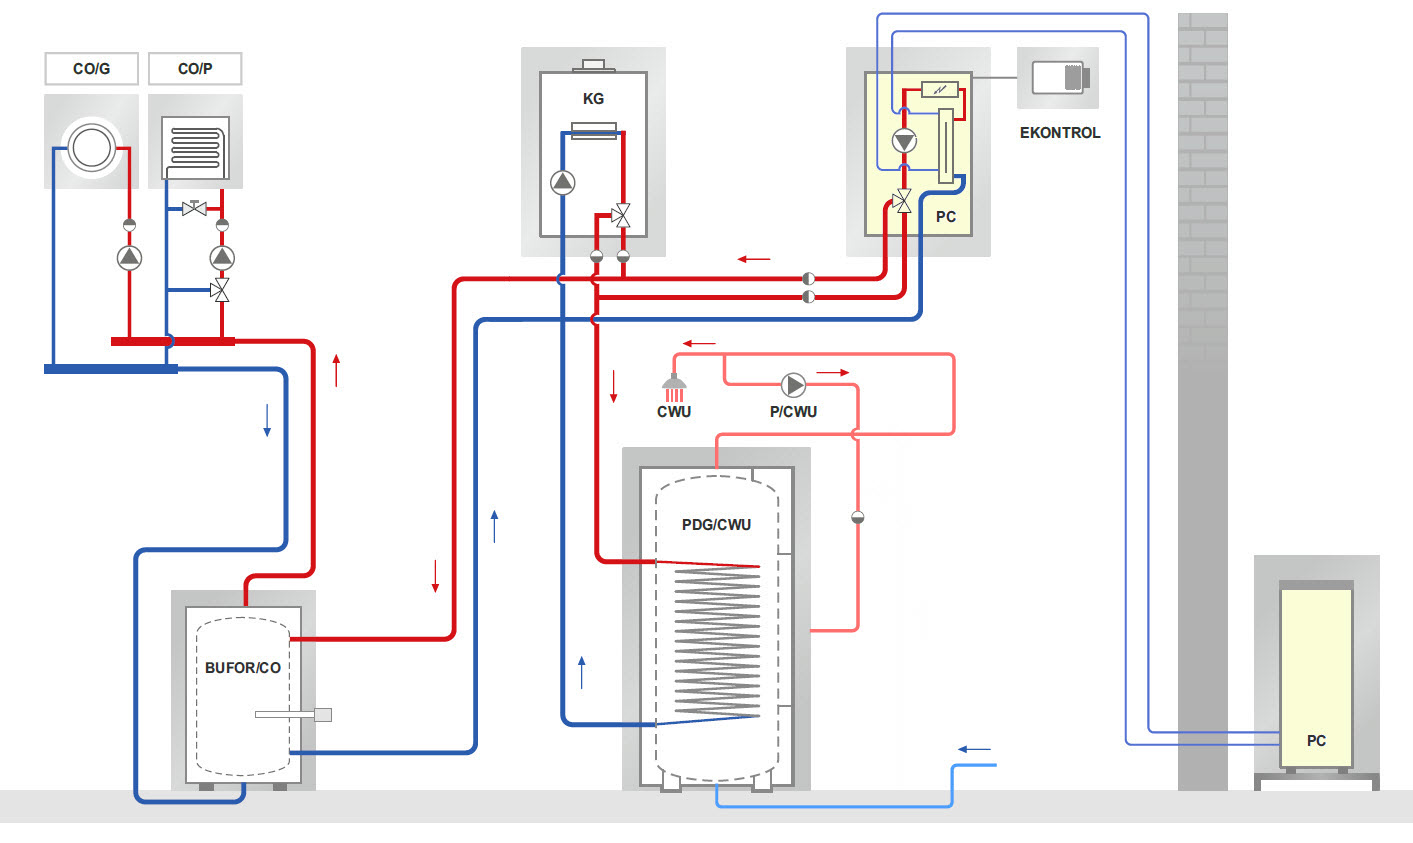 CO/G
CO/P
KG
EKONTROL
PC
CWU
P/CWU
PDG/CWU
BUFOR/CO
PC